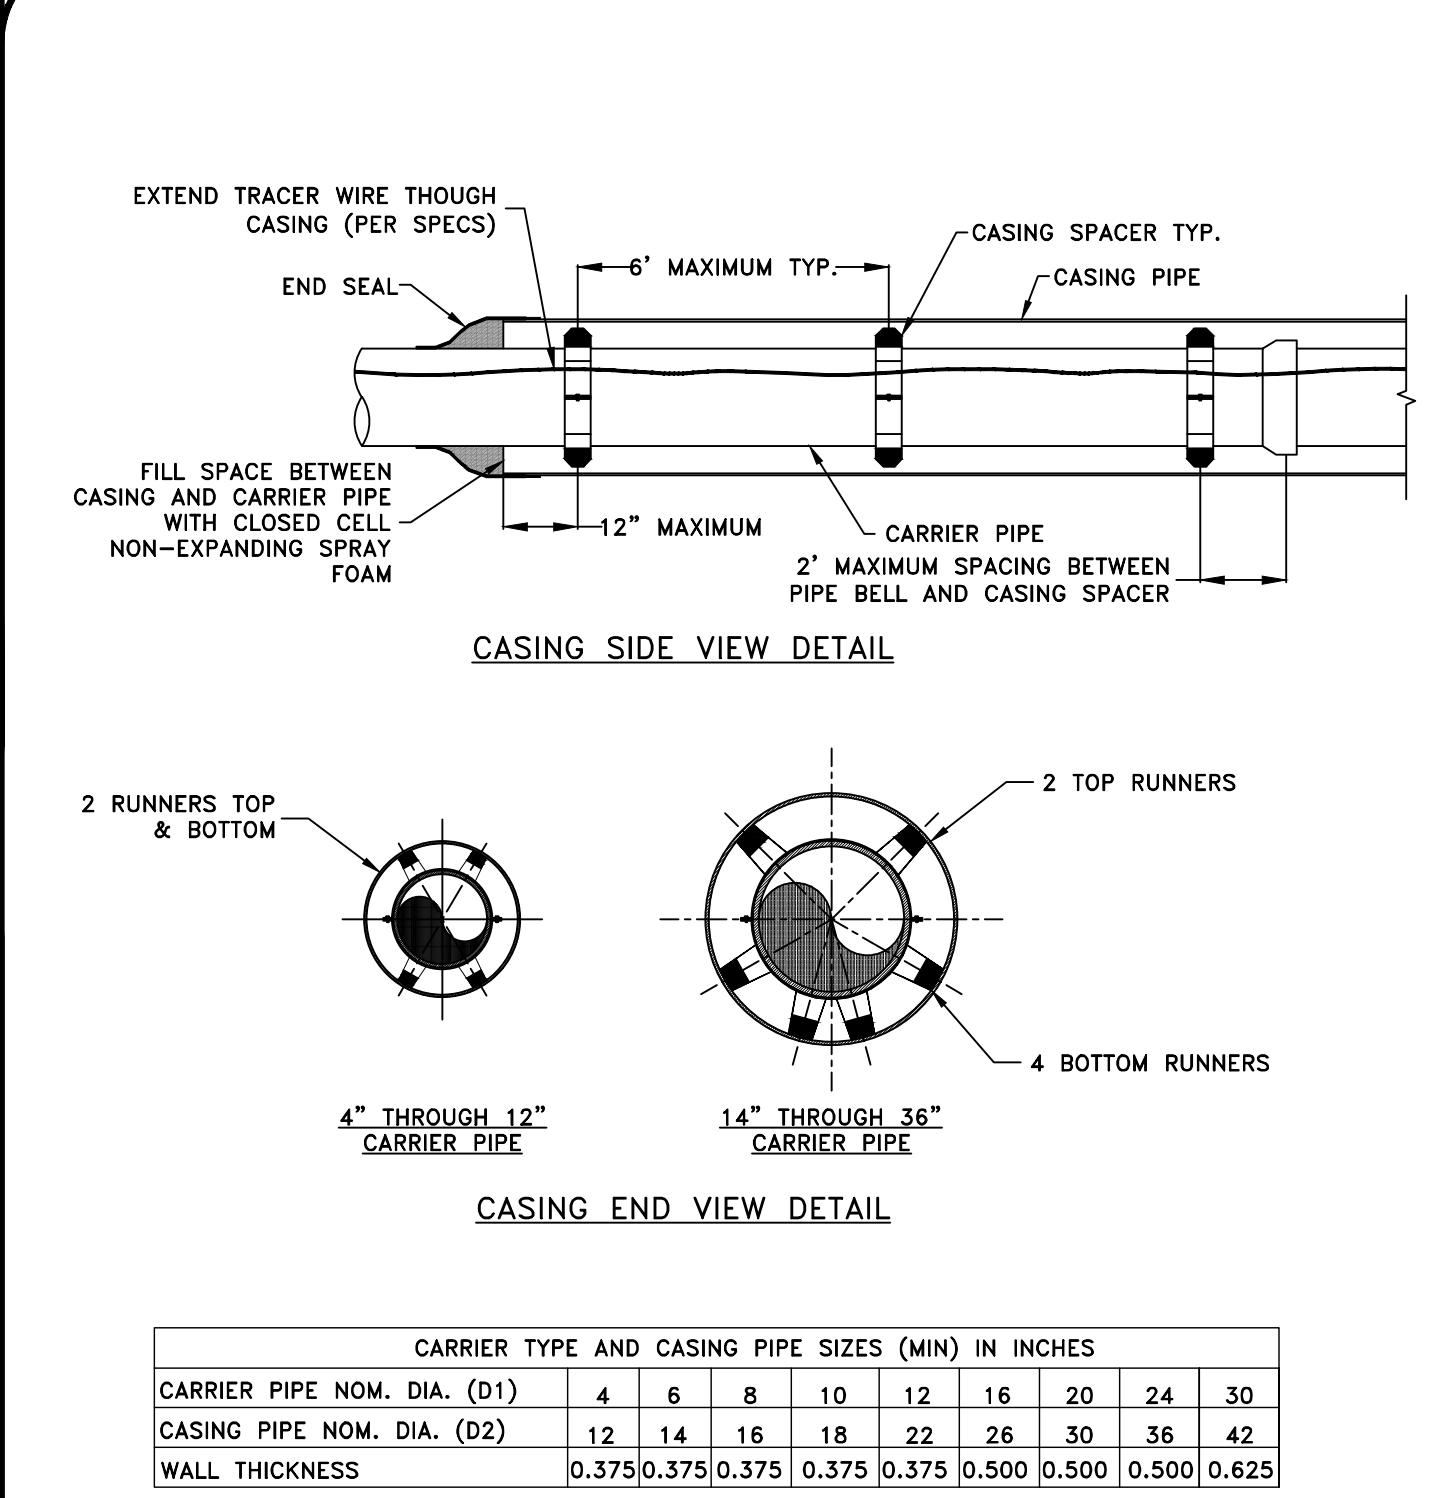 EXTEND TRACER WIRE THOUGH
CASING (PER SPECS)
CASING SPACER TYP.
6' MAXIMUM TYP.
CASING PIPE
END SEAL
FILL SPACE BETWEEN
CASING AND CARRIER PIPE
WITH CLOSED CELL
NON-EXPANDING SPRAY
FOAM
12" MAXIMUM
CARRIER PIPE
2' MAXIMUM SPACING BETWEEN
PIPE BELL AND CASING SPACER
CASING SIDE VIEW DETAIL
2 RUNNERS TOP
& BOTTOM
2 TOP RUNNERS
4 BOTTOM RUNNERS
4" THROUGH 12"
CARRIER PIPE
14" THROUGH 36"
CARRIER PIPE
CASING END VIEW DETAIL
CARRIER TYPE AND CASING PIPE SIZES (MIN) IN INCHES
CARRIER PIPE NOM. DIA. (D1) 4 6 8 10 12 16 20 24 30
CASING PIPE NOM. DIA. (D2) 12 14 16 18 22 26 30 36 42
WALL THICKNESS 0.375 0.375 0.375 0.375 0.375 0.500 0.500 0.500 0.625